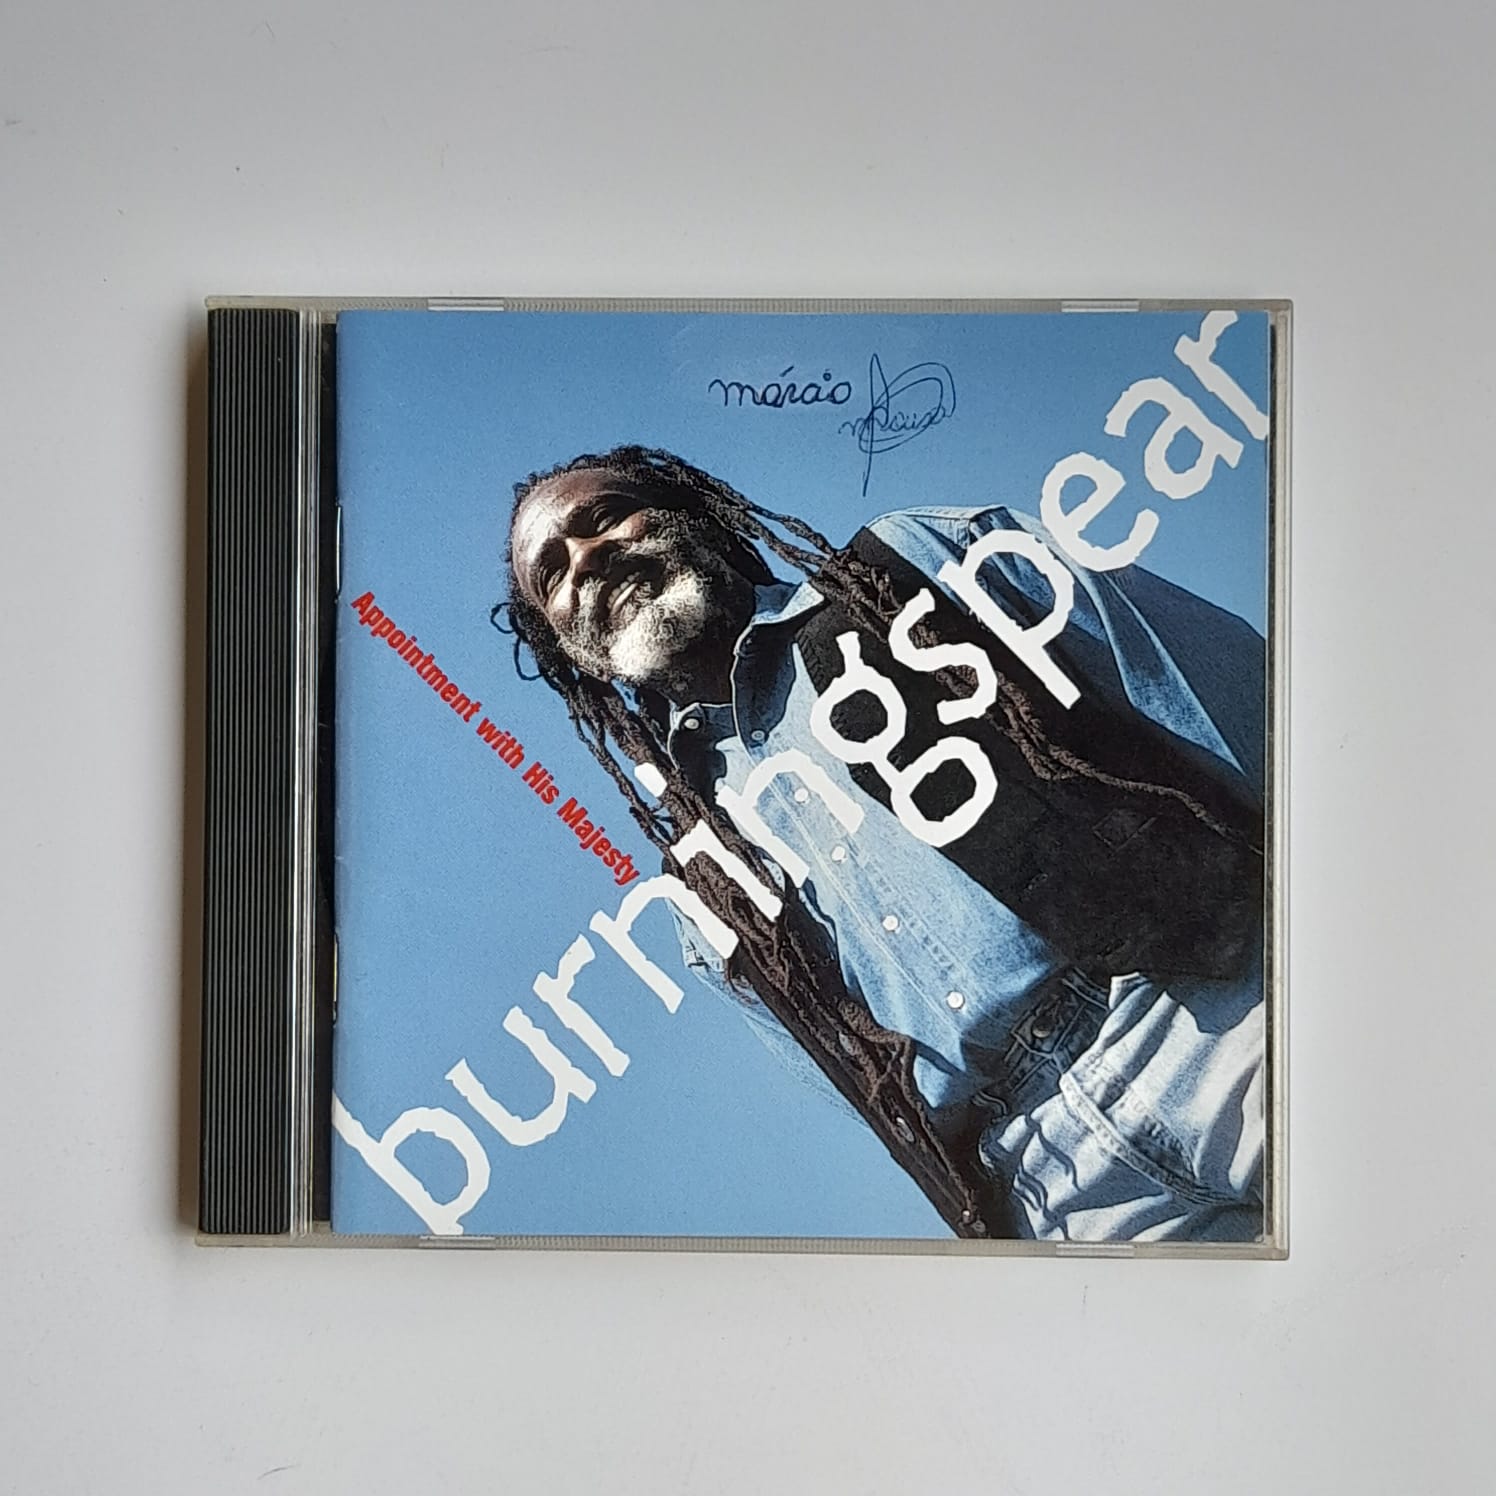 márcio
burningspear
Appointment with His Majesty